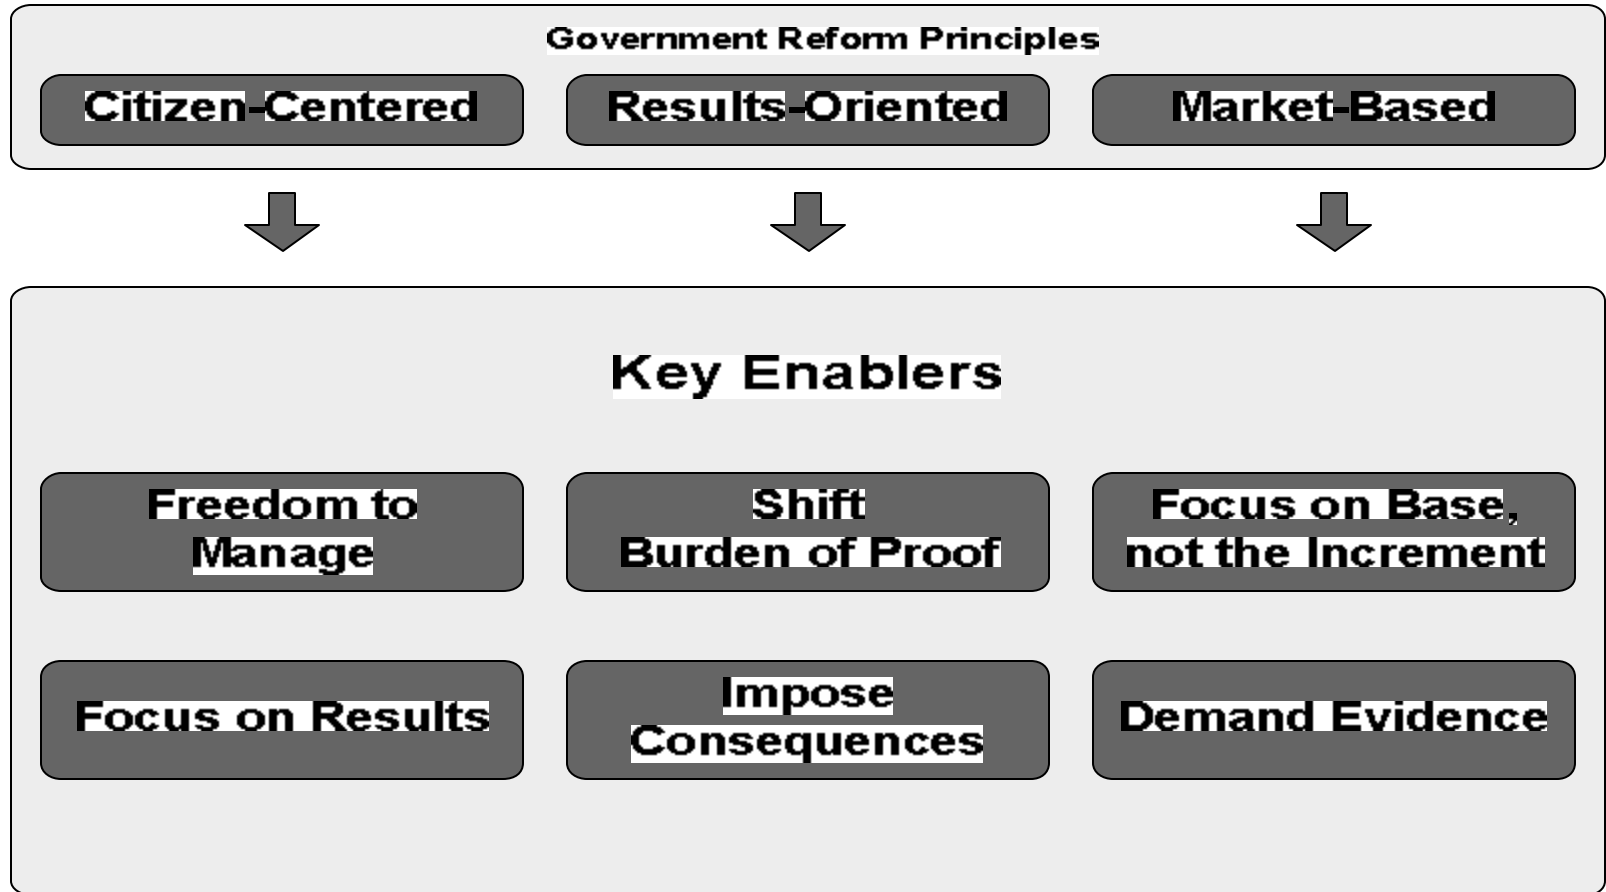 Government Reform Principles
Citizen-Centered
Results-Oriented
Market-Based
Key Enablers
Freedom to
Manage
Shift
Burden of Proof
Focus on Base,
not the Increment
Focus on Results
Impose
Consequences
Demand Evidence